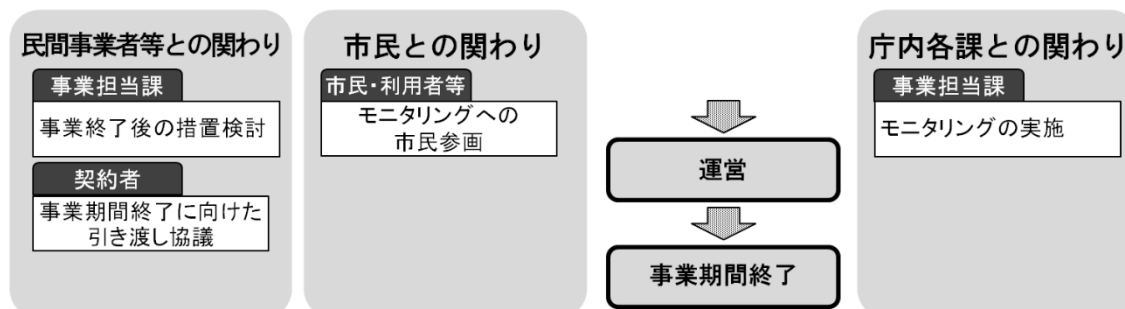 民間事業者等との関わり
事業担当課
事業終了後の措置検討
契約者
事業期間終了に向けた
引き渡し協議
市民との関わり
市民・利用者等
モニタリングへの
市民参画
運営
事業期間終了
庁内各課との関わり
事業担当課
モニタリングの実施